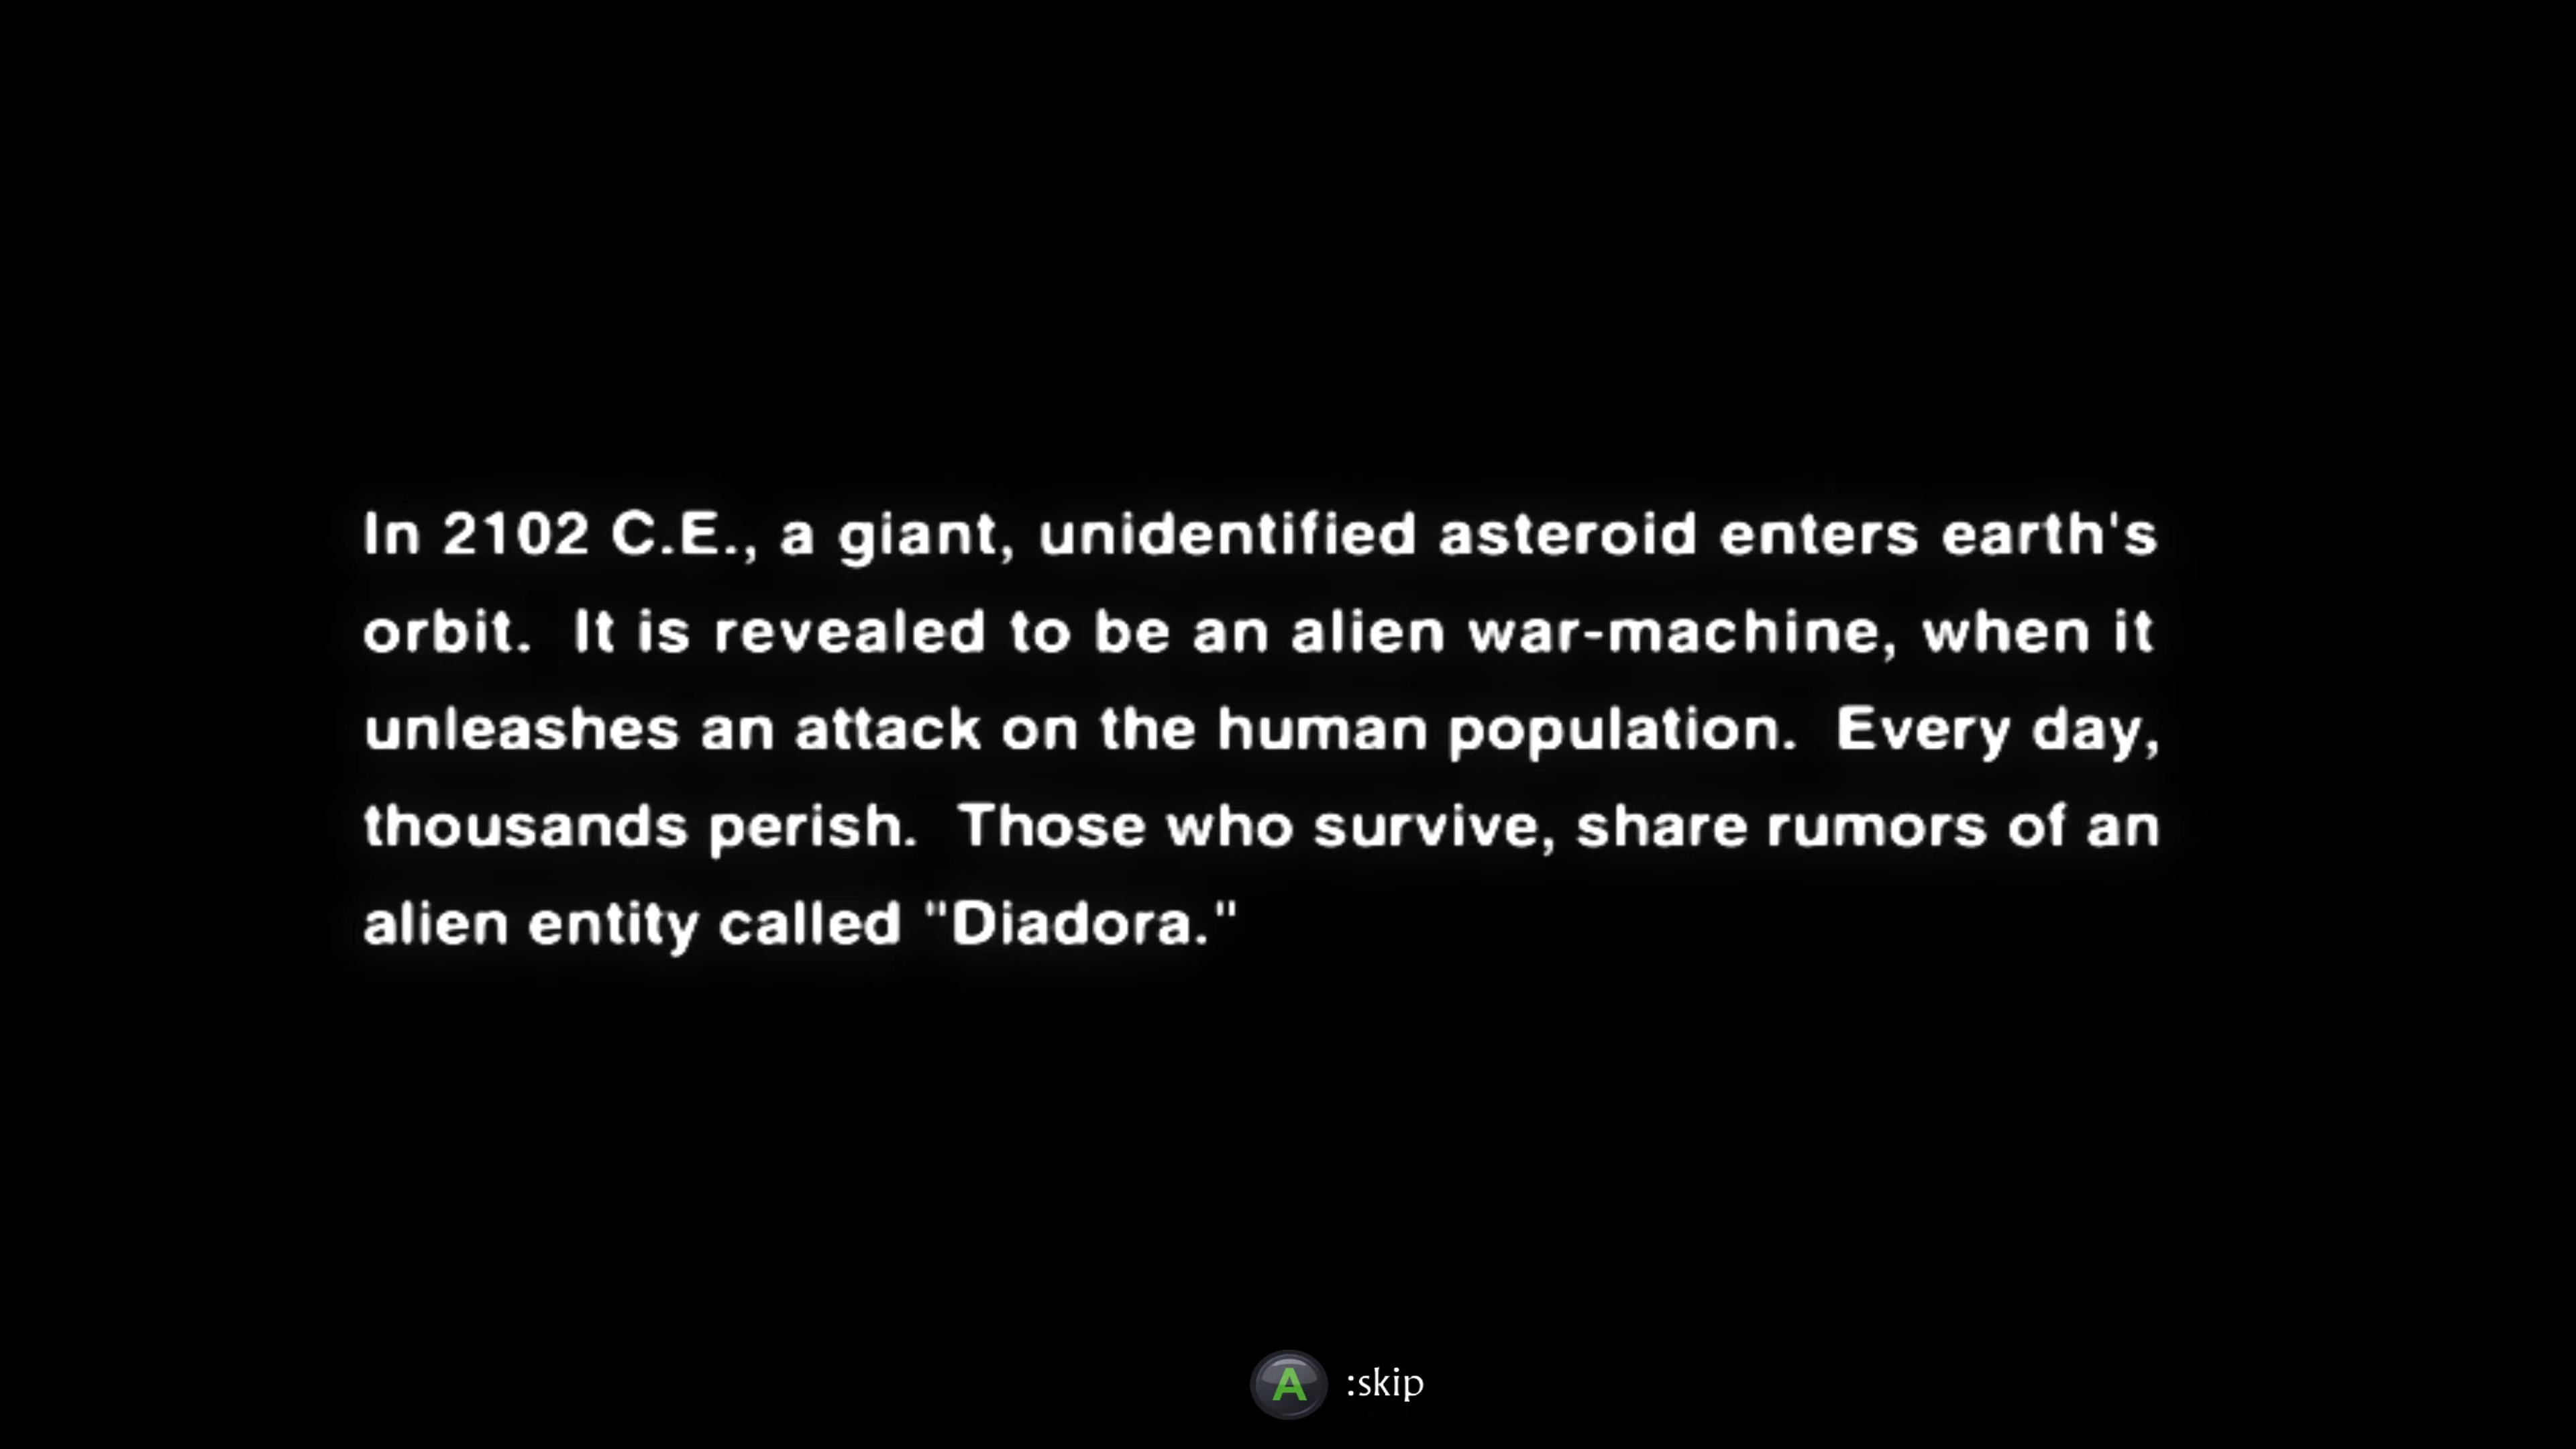 In 2102 C.E., a giant, unidentified asteroid enters earth's
orbit.  It is revealed to be an alien war-machine, when it
unleashes an attack on the human population.  Every day,
thousands perish.  Those who survive, share rumors of an
alien entity called "Diadora."
A :skip